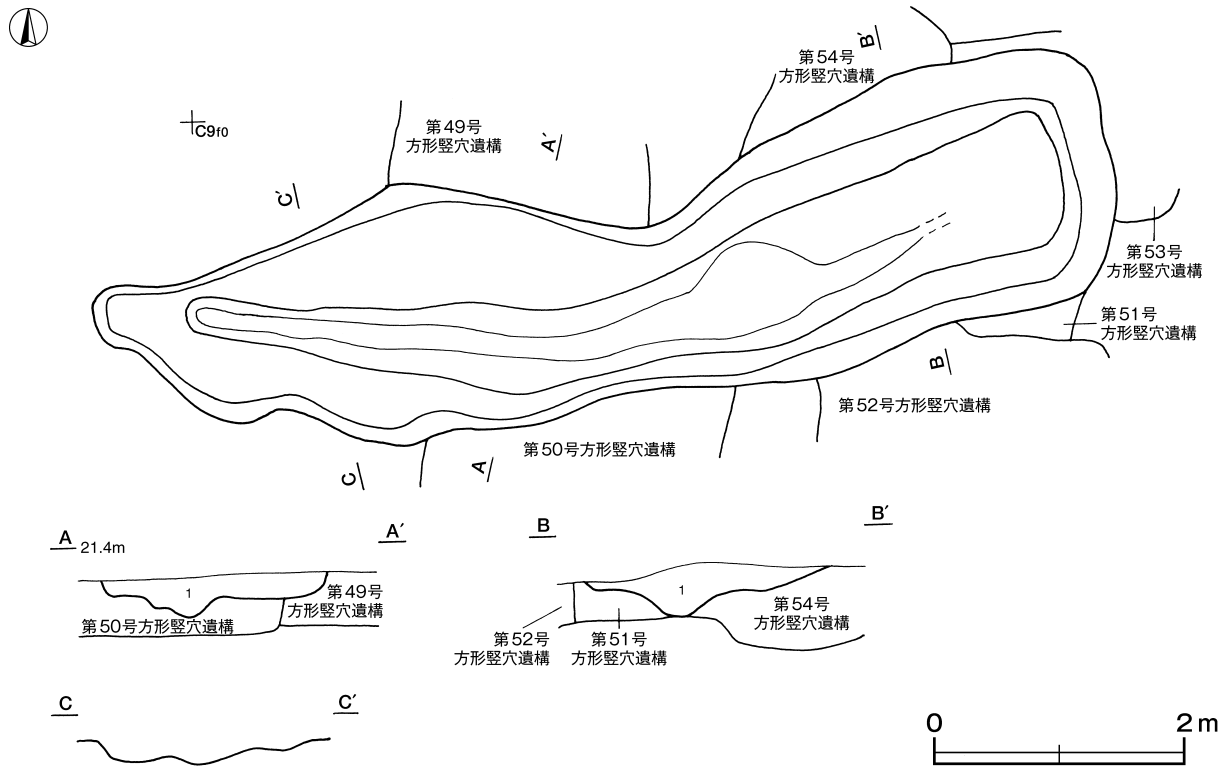 第54号
方形竪穴遺構
B′
C9f0
第49号
方形竪穴遺構
A′
C′
第53号
方形竪穴遺構
第51号
方形竪穴遺構
B
第52号方形竪穴遺構
第50号方形竪穴遺構
A
C
A
21.4m
A′
1
第49号
方形竪穴遺構
第50号方形竪穴遺構
B
B′
1
第54号
方形竪穴遺構
第52号
方形竪穴遺構
第51号
方形竪穴遺構
C
C′
0
2m